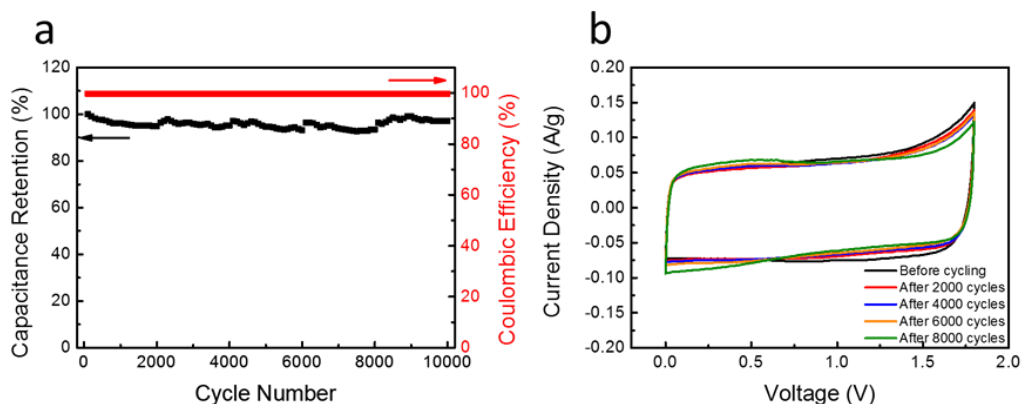 a
120
100
80
60
40
20
0
Capacitance Retention (%)
0 2000 4000 6000 8000 10000
Cycle Number
100
80
60
40
20
0
Coulombic Efficiency (%)
b
0.20
0.15
0.10
0.05
0.00
-0.05
-0.10
-0.15
-0.20
Current Density (A/g)
Before cycling
After 2000 cycles
After 4000 cycles
After 6000 cycles
After 8000 cycles
0.0 0.5 1.0 1.5 2.0
Voltage (V)